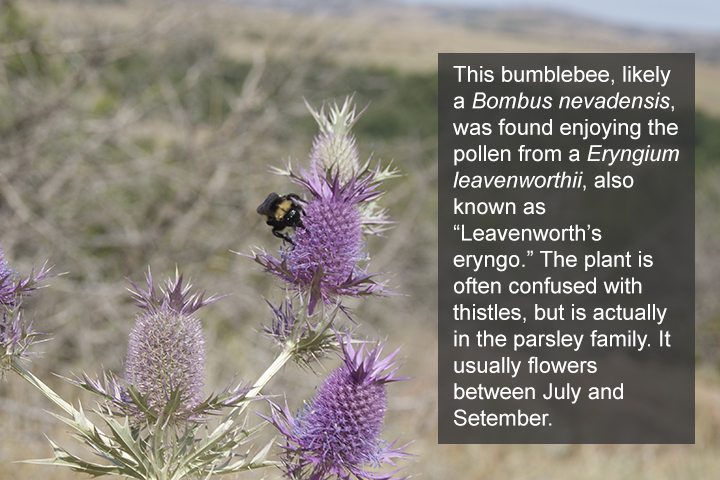 This bumblebee, likely
a Bombus nevadensis,
was found enjoying the
pollen from a Eryngium
leavenworthii, also
known as
“Leavenworth’s
eryngo.” The plant is
often confused with
thistles, but is actually
in the parsley family. It
usually flowers
between July and
Setember.